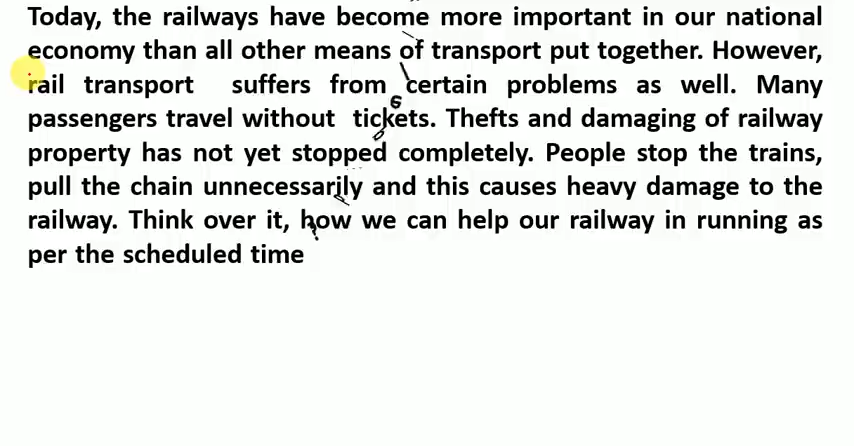 Today, the railways have become more important in our national
economy than all other means of transport put together. However,
rail transport suffers from certain problems as well. Many
passengers travel without tickets. Thefts and damaging of railway
property has not yet stopped completely. People stop the trains,
pull the chain unnecessarily and this causes heavy damage to the
railway. Think over it, how we can help our railway in running as
per the scheduled time